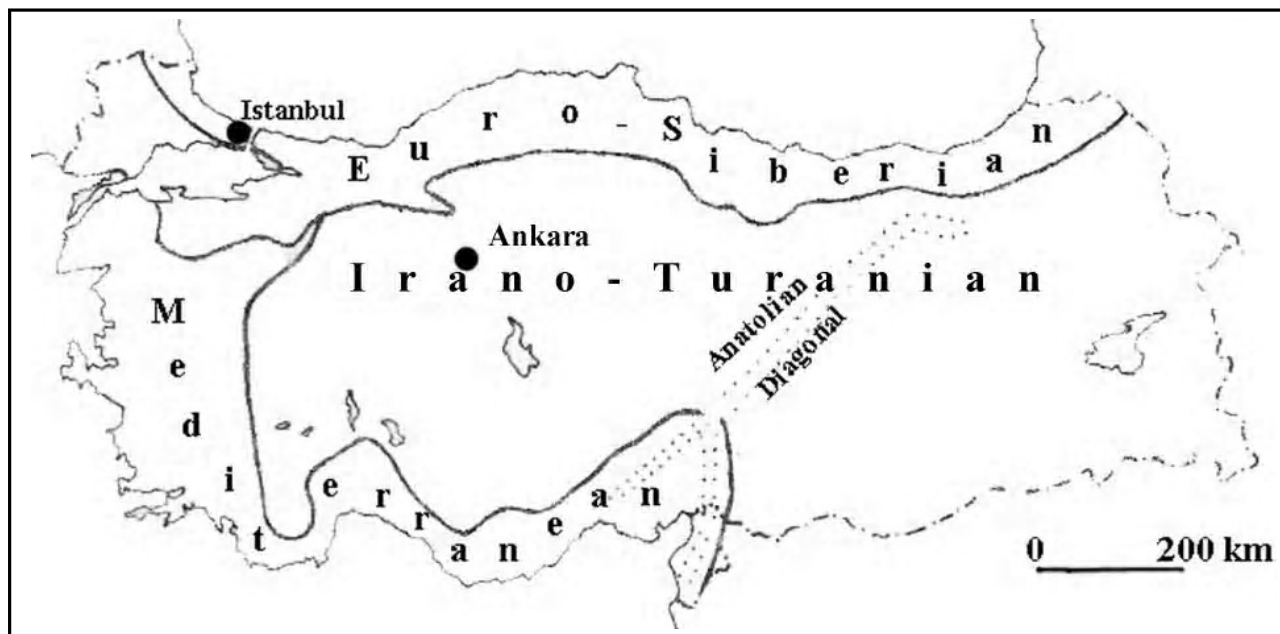 Istanbul
Euro-Siberian
Ankara
Irano-Turanian
Anatolian
Diagonal
Mediterranean
0 200 km